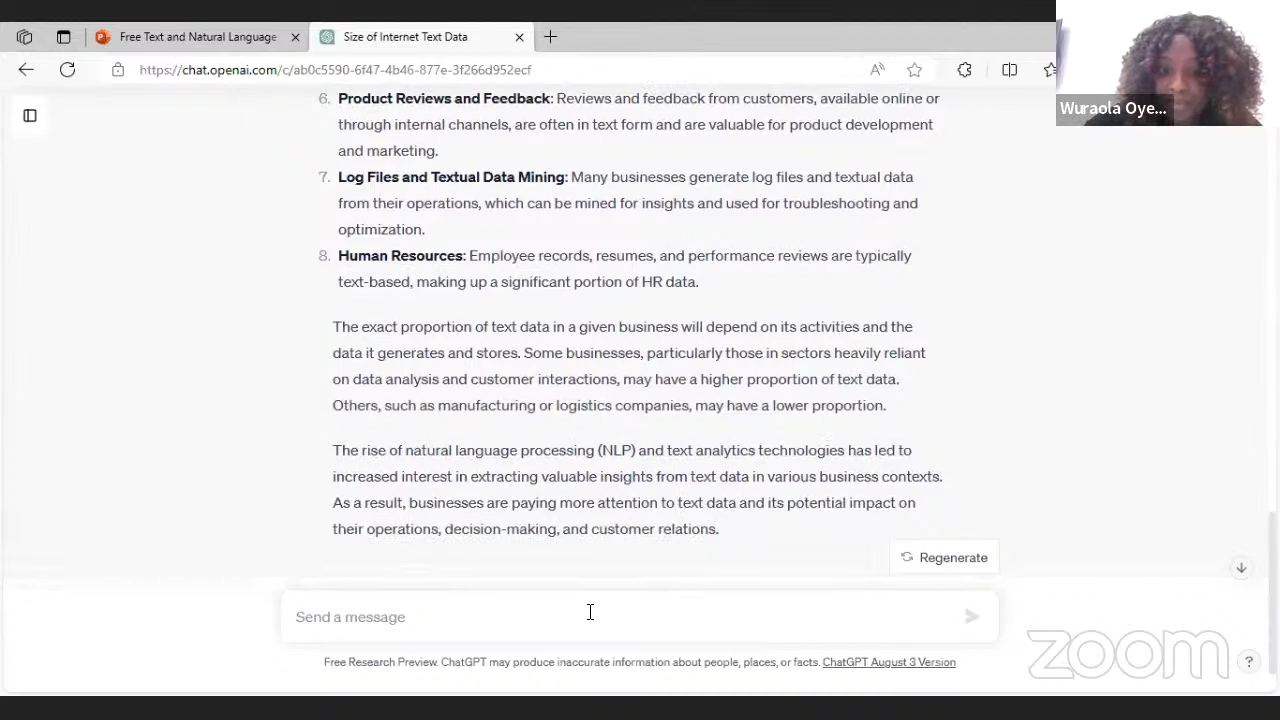 Free Text and Natural Language
Size of Internet Text Data
https://chat.openai.com/c/ab0c5590-6f47-4b46-877e-3f266d952ecf
Wuraola Oye...
6. Product Reviews and Feedback: Reviews and feedback from customers, available online or
through internal channels, are often in text form and are valuable for product development
and marketing.
7. Log Files and Textual Data Mining: Many businesses generate log files and textual data
from their operations, which can be mined for insights and used for troubleshooting and
optimization.
8. Human Resources: Employee records, resumes, and performance reviews are typically
text-based, making up a significant portion of HR data.
The exact proportion of text data in a given business will depend on its activities and the
data it generates and stores. Some businesses, particularly those in sectors heavily reliant
on data analysis and customer interactions, may have a higher proportion of text data.
Others, such as manufacturing or logistics companies, may have a lower proportion.
The rise of natural language processing (NLP) and text analytics technologies has led to
increased interest in extracting valuable insights from text data in various business contexts.
As a result, businesses are paying more attention to text data and its potential impact on
their operations, decision-making, and customer relations.
Regenerate
Send a message
Free Research Preview. ChatGPT may produce inaccurate information about people, places, or facts. ChatGPT August 3 Version
zoom
?